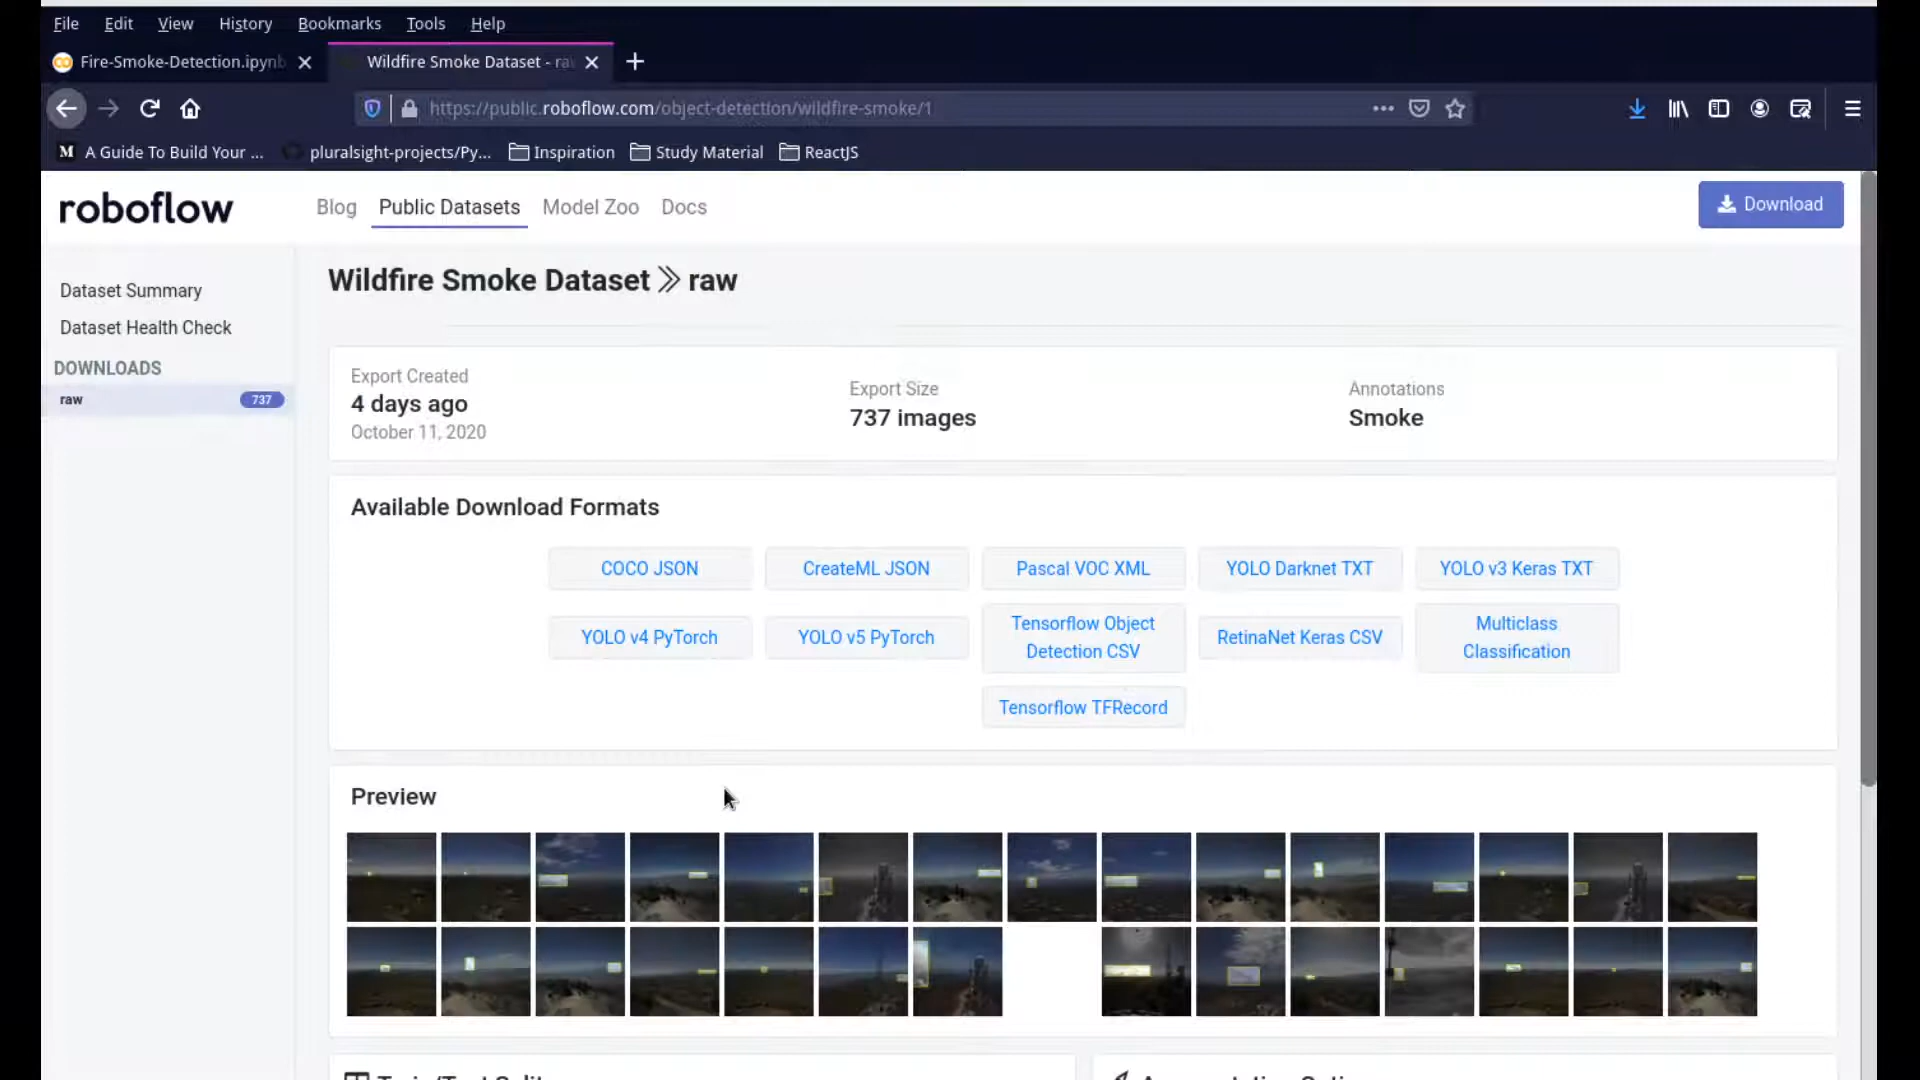 File Edit View History Bookmarks Tools Help
Fire-Smoke-Detection.ipynb
Wildfire Smoke Dataset - ra
https://public.roboflow.com/object-detection/wildfire-smoke/1
A Guide To Build Your ...
pluralsight-projects/Py...
Inspiration
Study Material
ReactJS
roboflow
Blog Public Datasets Model Zoo Docs
Download
Dataset Summary
Dataset Health Check
DOWNLOADS
raw 737
Wildfire Smoke Dataset raw
Export Created
4 days ago
October 11, 2020
Export Size
737 images
Annotations
Smoke
Available Download Formats
COCO JSON
CreateML JSON
Pascal VOC XML
YOLO Darknet TXT
YOLO v3 Keras TXT
YOLO v4 PyTorch
YOLO v5 PyTorch
Tensorflow Object
Detection CSV
RetinaNet Keras CSV
Multiclass
Classification
Tensorflow TFRecord
Preview